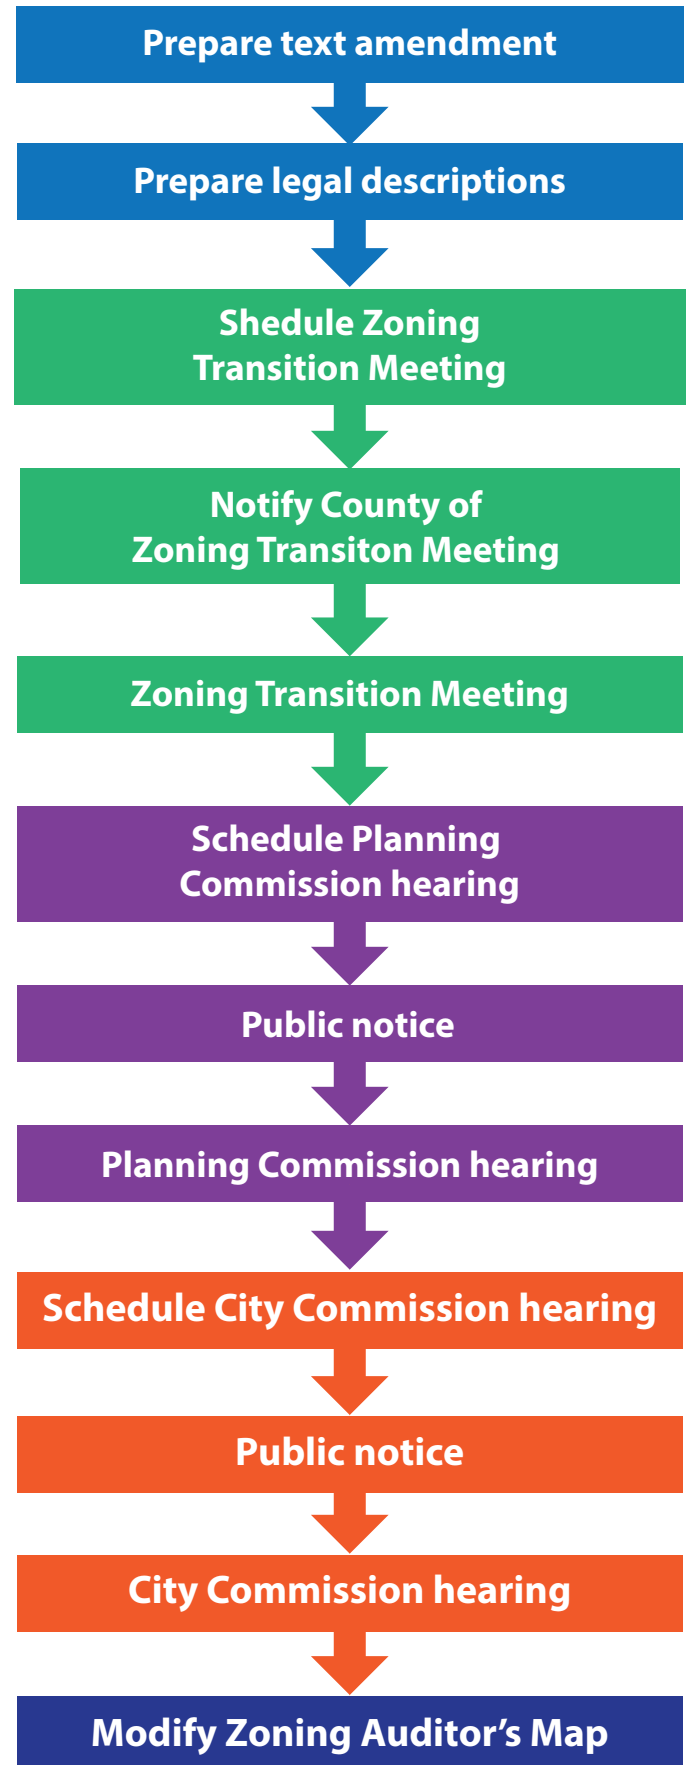 Prepare text amendment
Prepare legal descriptions
Shedule Zoning
Transition Meeting
Notify County of
Zoning Transiton Meeting
Zoning Transition Meeting
Schedule Planning
Commission hearing
Public notice
Planning Commission hearing
Schedule City Commission hearing
Public notice
City Commission hearing
Modify Zoning Auditor’s Map